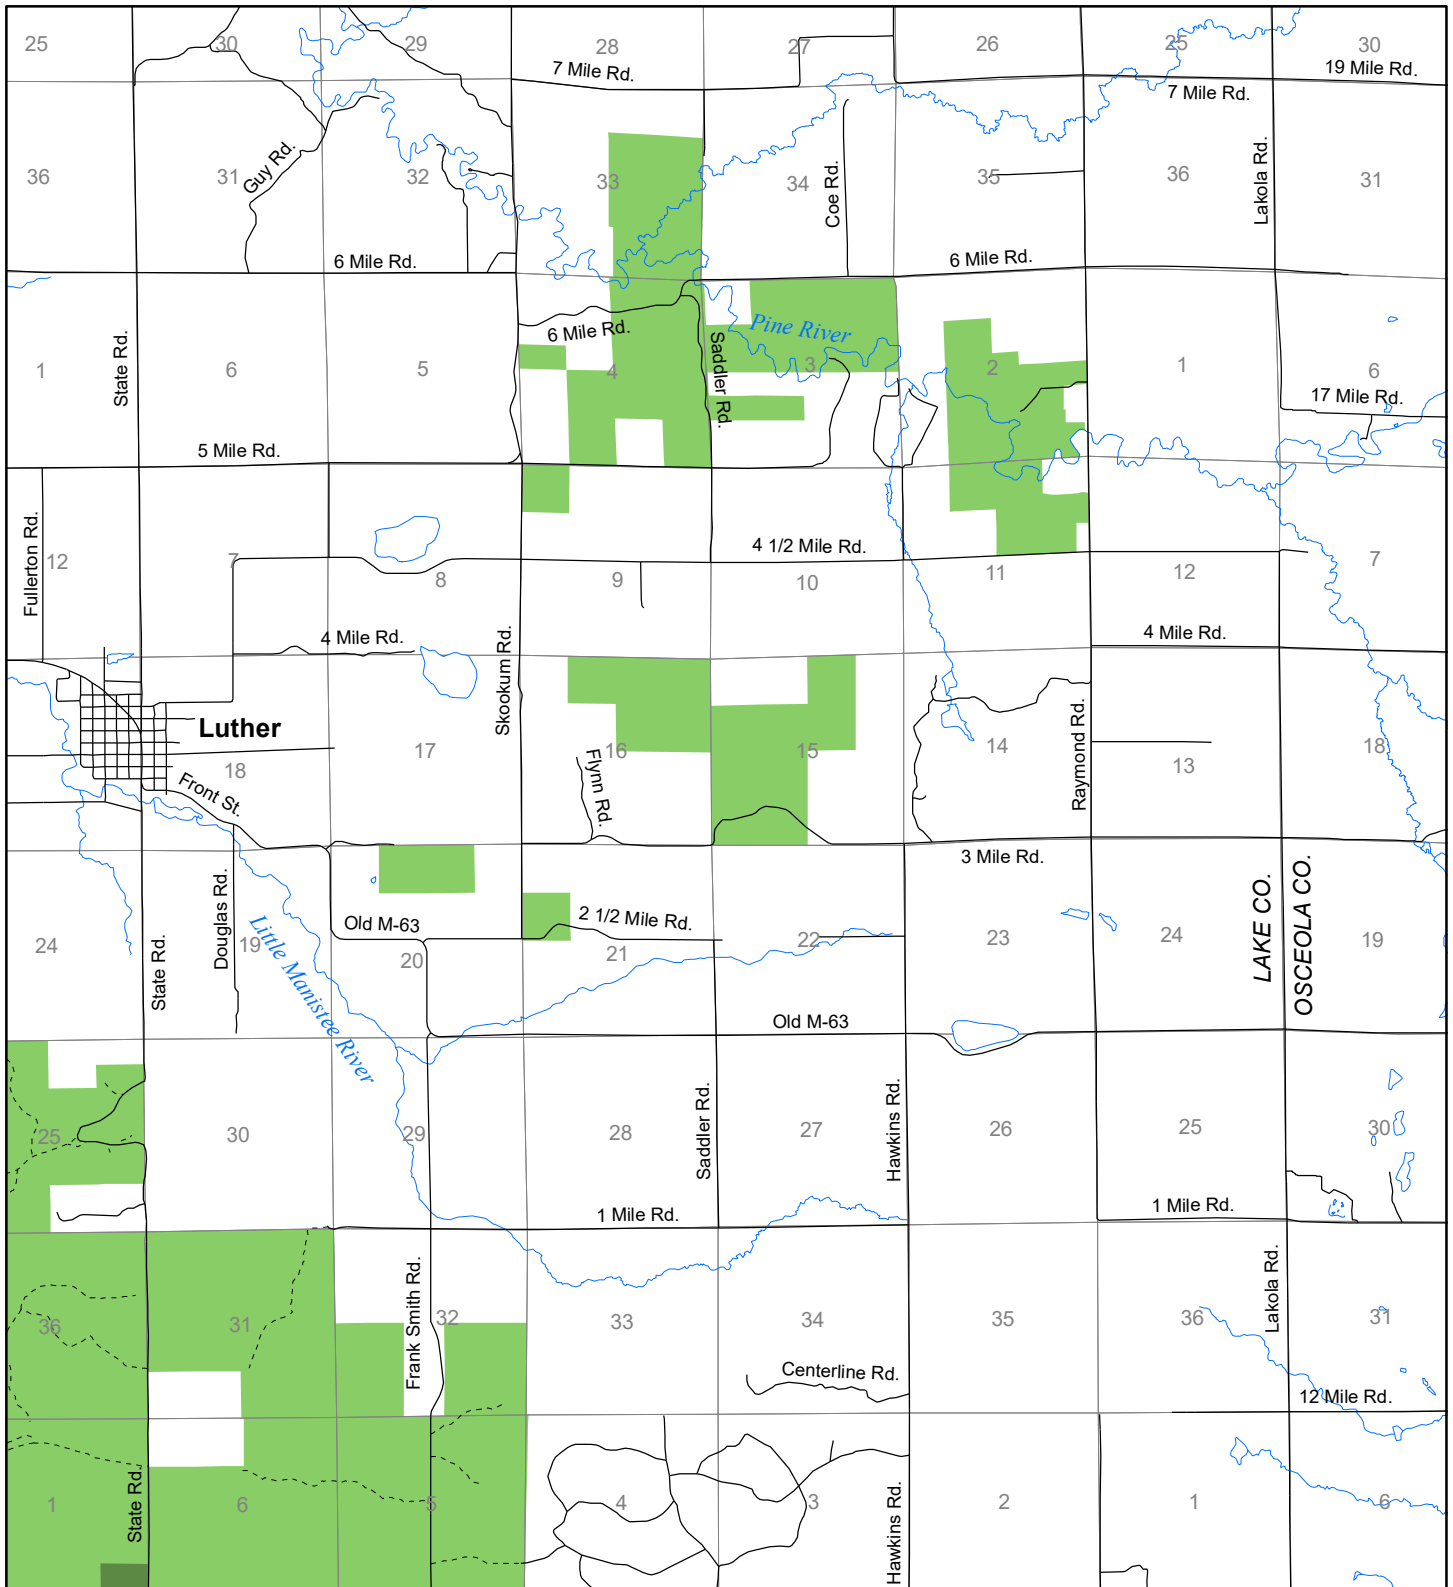 25
30
29
28
27
26
25
30
7 Mile Rd.
19 Mile Rd.
7 Mile Rd.
36
31
Guy Rd.
32
33
34
Coe Rd.
35
36
Lakola Rd.
31
6 Mile Rd.
6 Mile Rd.
State Rd.
6 Mile Rd.
Pine River
Saddler Rd.
1
6
5
4
3
2
1
6
17 Mile Rd.
5 Mile Rd.
Fullerton Rd.
12
7
8
9
10
11
12
7
4 1/2 Mile Rd.
4 Mile Rd.
4 Mile Rd.
Skookum Rd.
Luther
18
17
16
15
14
13
18
Flynn Rd.
Raymond Rd.
Front St.
3 Mile Rd.
Douglas Rd.
Old M-63
2 1/2 Mile Rd.
LAKE CO.
OSCEOLA CO.
24
State Rd.
19
20
21
22
23
24
19
Little Manistee River
Old M-63
25
30
29
28
Saddler Rd.
27
Hawkins Rd.
26
25
30
1 Mile Rd.
1 Mile Rd.
36
31
Frank Smith Rd.
32
33
34
35
36
Lakola Rd.
31
Centerline Rd.
12 Mile Rd.
1
State Rd.
6
5
4
3
Hawkins Rd.
2
1
6